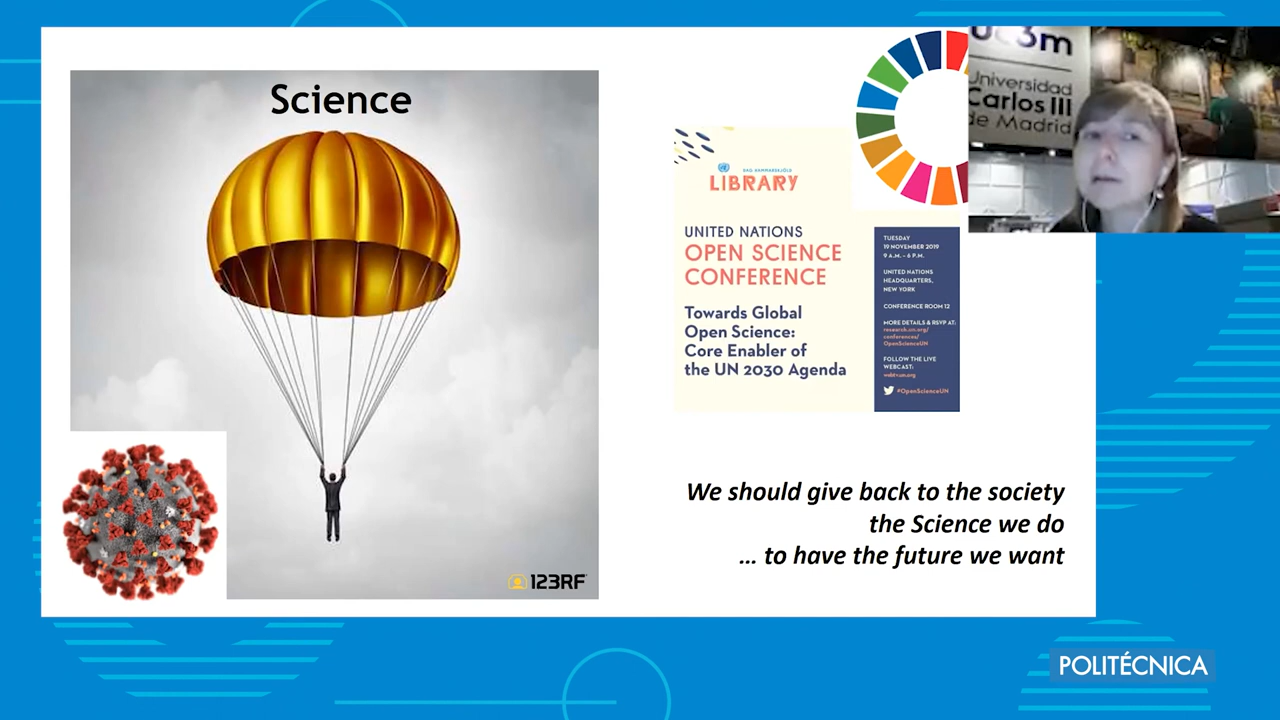 Science
123RF
DAG HAMMARSKJÖLD
LIBRARY
UNITED NATIONS
OPEN SCIENCE
CONFERENCE
Towards Global
Open Science:
Core Enabler of
the UN 2030 Agenda
TUESDAY
19 NOVEMBER 2019
9 A.M. - 6 P.M.
UNITED NATIONS
HEADQUARTERS,
NEW YORK
CONFERENCE ROOM 12
MORE DETAILS & RSVP AT:
research.un.org/
conferences/
OpenScienceUN
FOLLOW THE LIVE
WEBCAST:
webtv.un.org
#OpenScienceUN
uc3m
Universidad
Carlos III
de Madrid
We should give back to the society
the Science we do
... to have the future we want
POLITÉCNICA